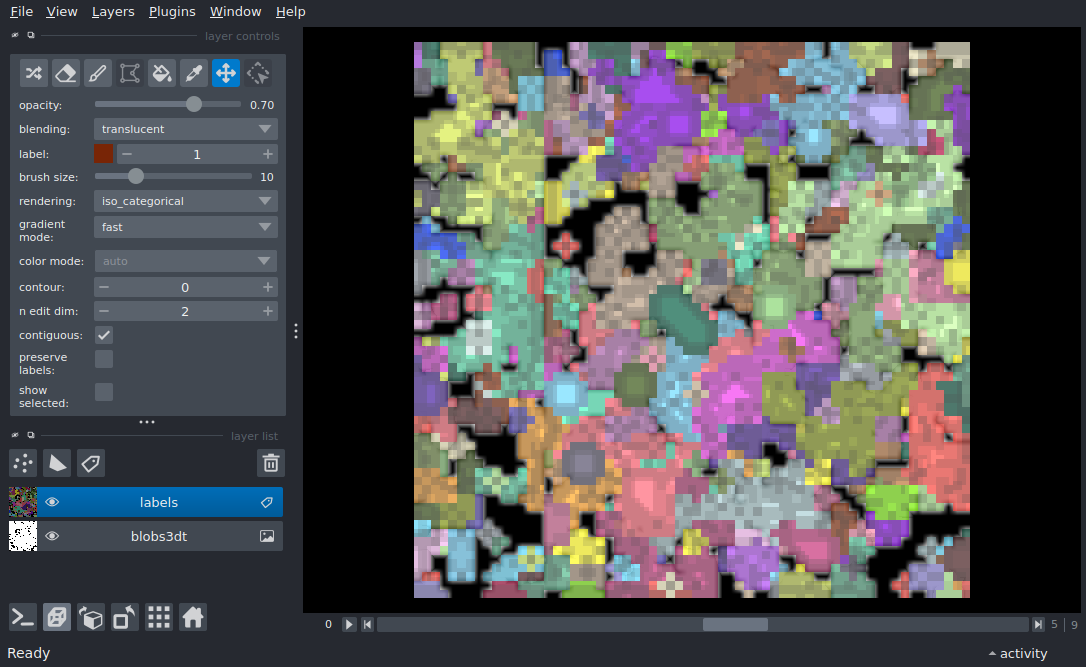 File View Layers Plugins Window Help
layer controls
opacity: 0.70
blending: translucent
label: 1
brush size: 10
rendering: iso_categorical
gradient
mode: fast
color mode: auto
contour: 0
n edit dim: 2
contiguous:
preserve
labels:
show
selected:
layer list
labels
blobs3dt
0 5 | 9
Ready activity